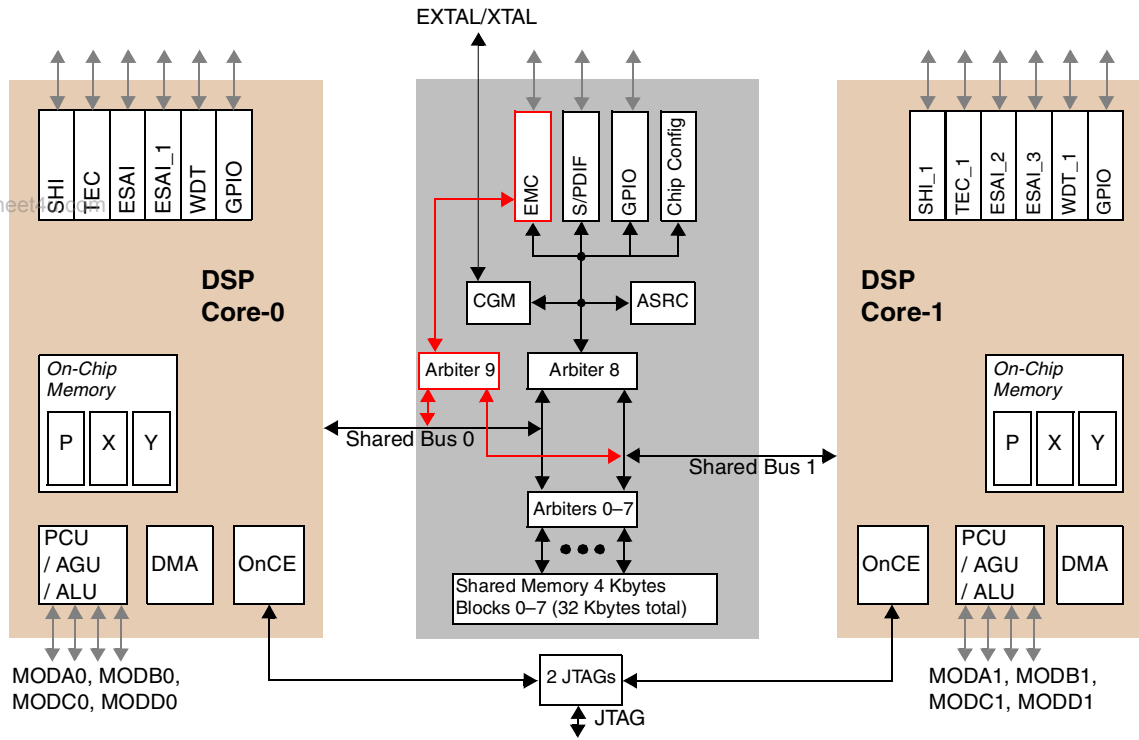 EXTAL/XTAL
SHI
TEC
ESAI
ESAI_1
WDT
GPIO
EMC
S/PDIF
GPIO
Chip Config
SHI_1
TEC_1
ESAI_2
ESAI_3
WDT_1
GPIO
DSP
Core-0
CGM
ASRC
DSP
Core-1
On-Chip
Memory
P X Y
Arbiter 9
Arbiter 8
On-Chip
Memory
P X Y
Shared Bus 0
Shared Bus 1
Arbiters 0–7
PCU
/ AGU
/ ALU
DMA
OnCE
Shared Memory 4 Kbytes
Blocks 0–7 (32 Kbytes total)
OnCE
PCU
/ AGU
/ ALU
DMA
MODA0, MODB0,
MODC0, MODD0
2 JTAGs
JTAG
MODA1, MODB1,
MODC1, MODD1